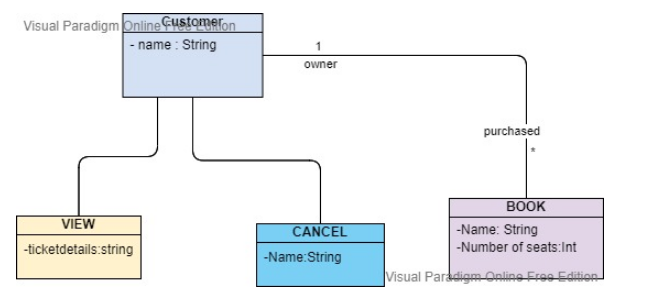 Visual Paradigm Online Free Edition
Customer
- name : String
1
owner
purchased
*
VIEW
-ticketdetails:string
CANCEL
-Name:String
BOOK
-Name: String
-Number of seats:Int
Visual Paradigm Online Free Edition